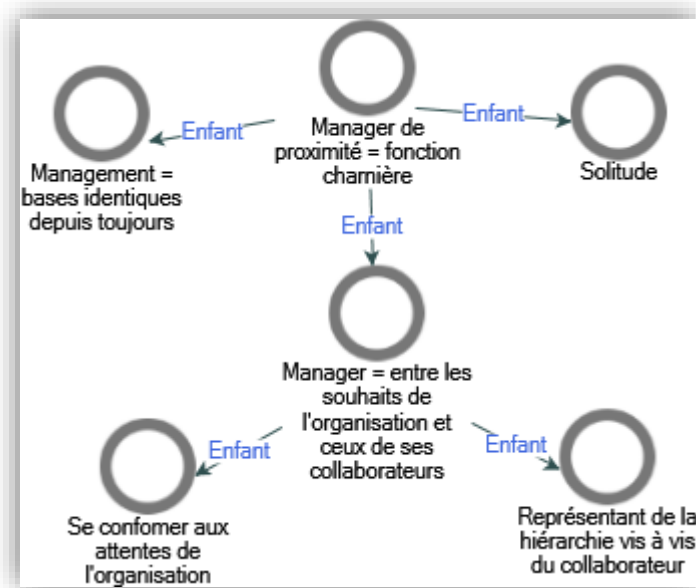 Enfant
Enfant
Manager de
proximité = fonction
charnière
Management =
bases identiques
depuis toujours
Solitude
Enfant
Manager = entre les
souhaits de
l'organisation et
ceux de ses
collaborateurs
Enfant
Enfant
Se confomer aux
attentes de
l'organisation
Représentant de la
hiérarchie vis à vis
du collaborateur